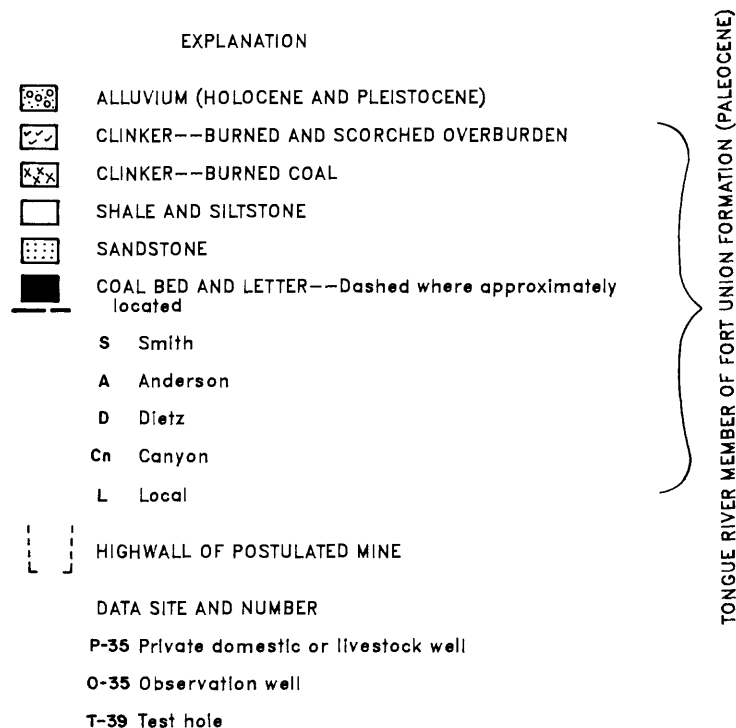 EXPLANATION
ALLUVIUM (HOLOCENE AND PLEISTOCENE)
CLINKER--BURNED AND SCORCHED OVERBURDEN
CLINKER--BURNED COAL
SHALE AND SILTSTONE
SANDSTONE
COAL BED AND LETTER--Dashed where approximately
located
S Smith
A Anderson
D Dietz
Cn Canyon
L Local
TONGUE RIVER MEMBER OF FORT UNION FORMATION (PALEOCENE)
HIGHWALL OF POSTULATED MINE
DATA SITE AND NUMBER
P-35 Private domestic or livestock well
O-35 Observation well
T-39 Test hole